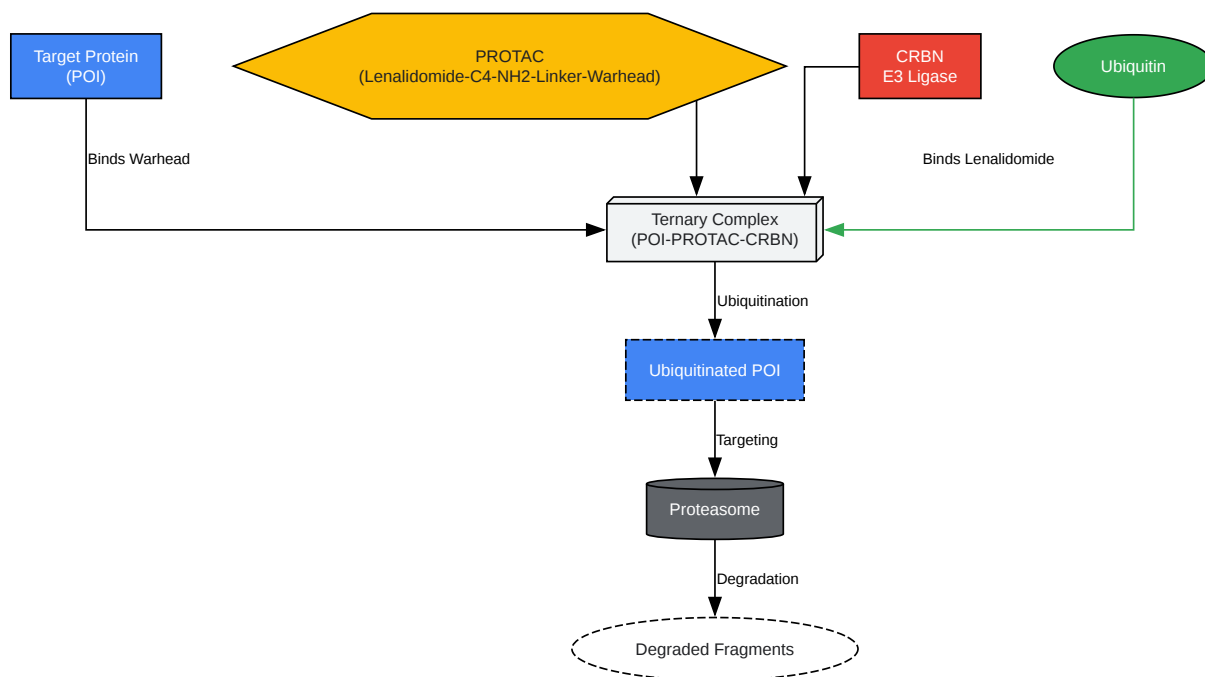 Target Protein
(POI)
PROTAC
(Lenalidomide-C4-NH2-Linker-Warhead)
CRBN
E3 Ligase
Ubiquitin
Binds Warhead
Binds Lenalidomide
Ternary Complex
(POI-PROTAC-CRBN)
Ubiquitination
Ubiquitinated POI
Targeting
Proteasome
Degradation
Degraded Fragments